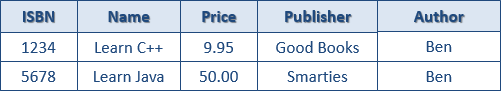 ISBN Name Price Publisher Author
1234 Learn C++ 9.95 Good Books Ben
5678 Learn Java 50.00 Smarties Ben